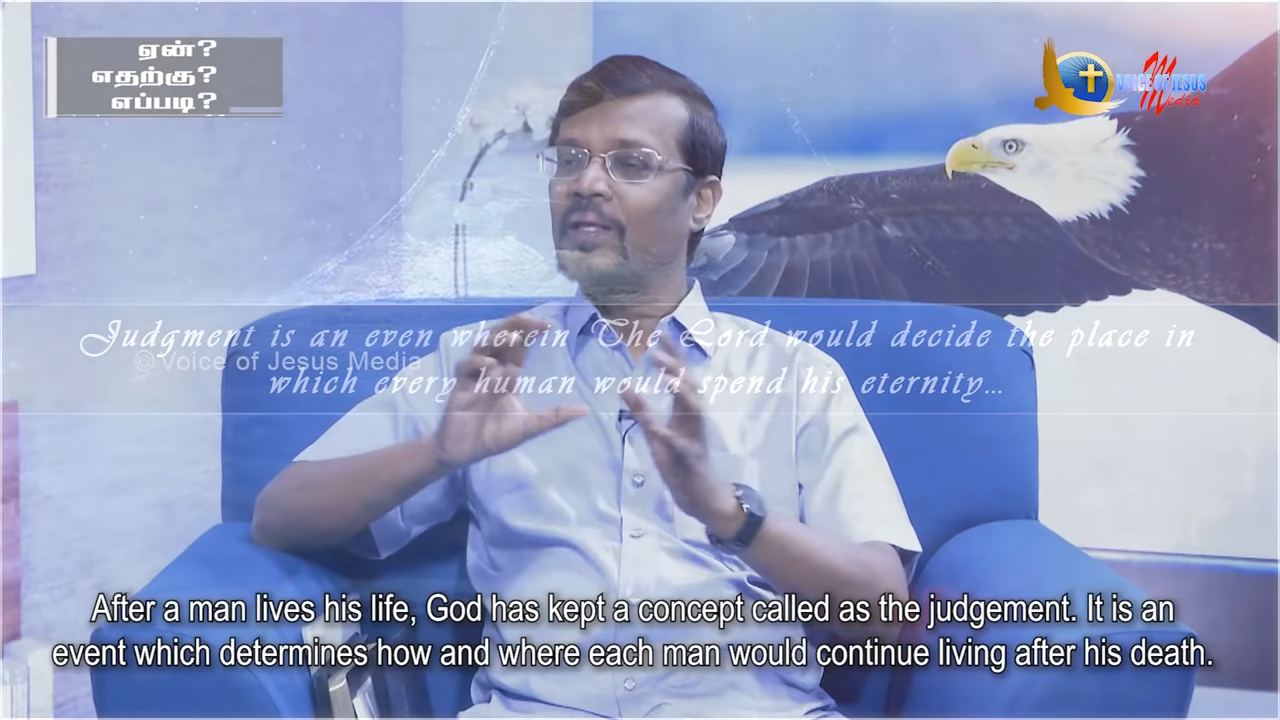 ஏன்?
எதற்கு?
எப்படி?
VOICE OF JESUS
Media
Judgment is an even wherein The Lord would decide the place in
© Voice of Jesus Media
which every human would spend his eternity...
After a man lives his life, God has kept a concept called as the judgement. It is an
event which determines how and where each man would continue living after his death.